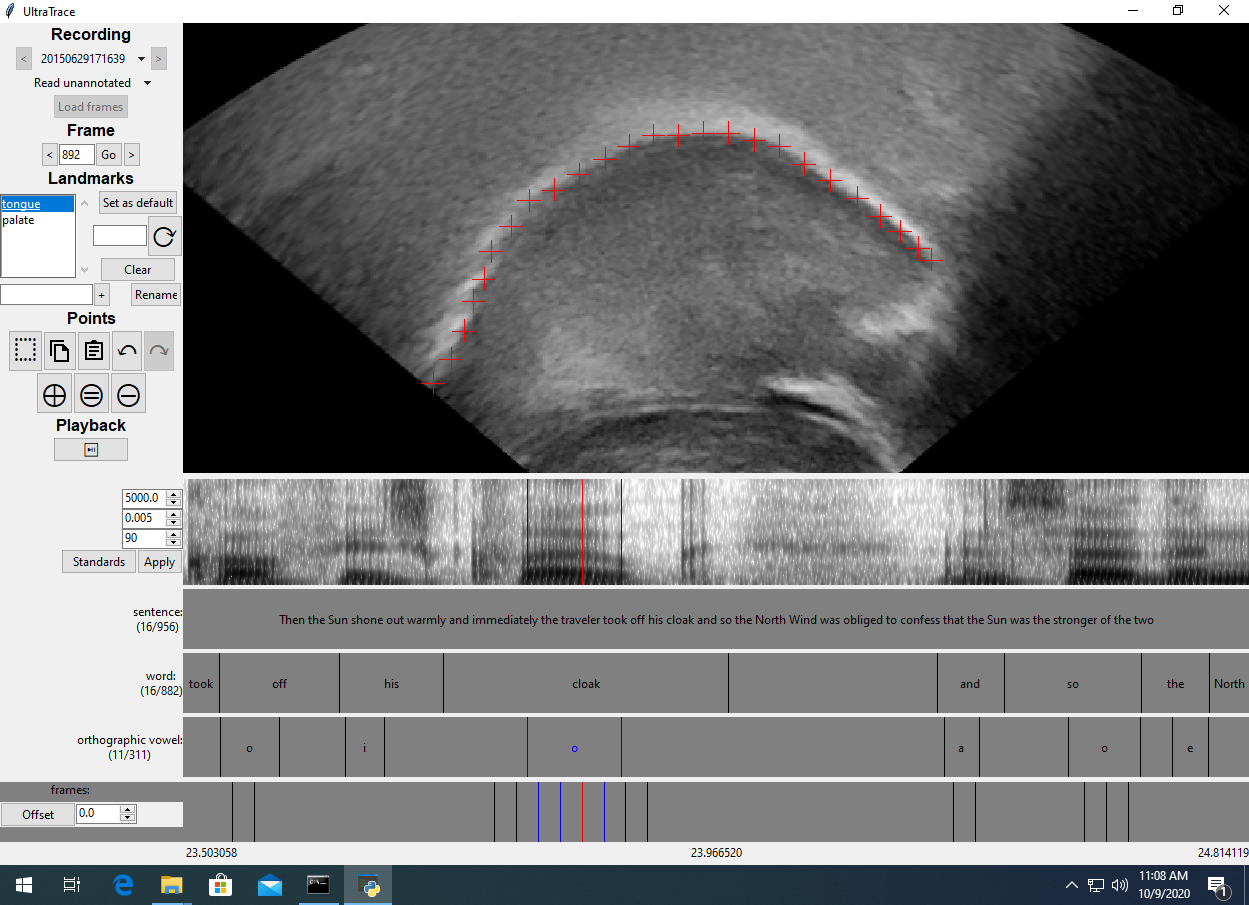 UltraTrace
Recording
< 20150629171639 >
Read unannotated
Load frames
Frame
< 892 Go >
Landmarks
tongue
palate
Set as default
Clear
+ Rename
Points
Playback
5000.0
0.005
90
Standards Apply
sentence:
(16/956)
Then the Sun shone out warmly and immediately the traveler took off his cloak and so the North Wind was obliged to confess that the Sun was the stronger of the two
word:
(16/882)
took off his cloak and so the North
orthographic vowel:
(11/311)
o i o a o e
frames:
Offset 0.0
23.503058 23.966520 24.814119
11:08 AM
10/9/2020
1